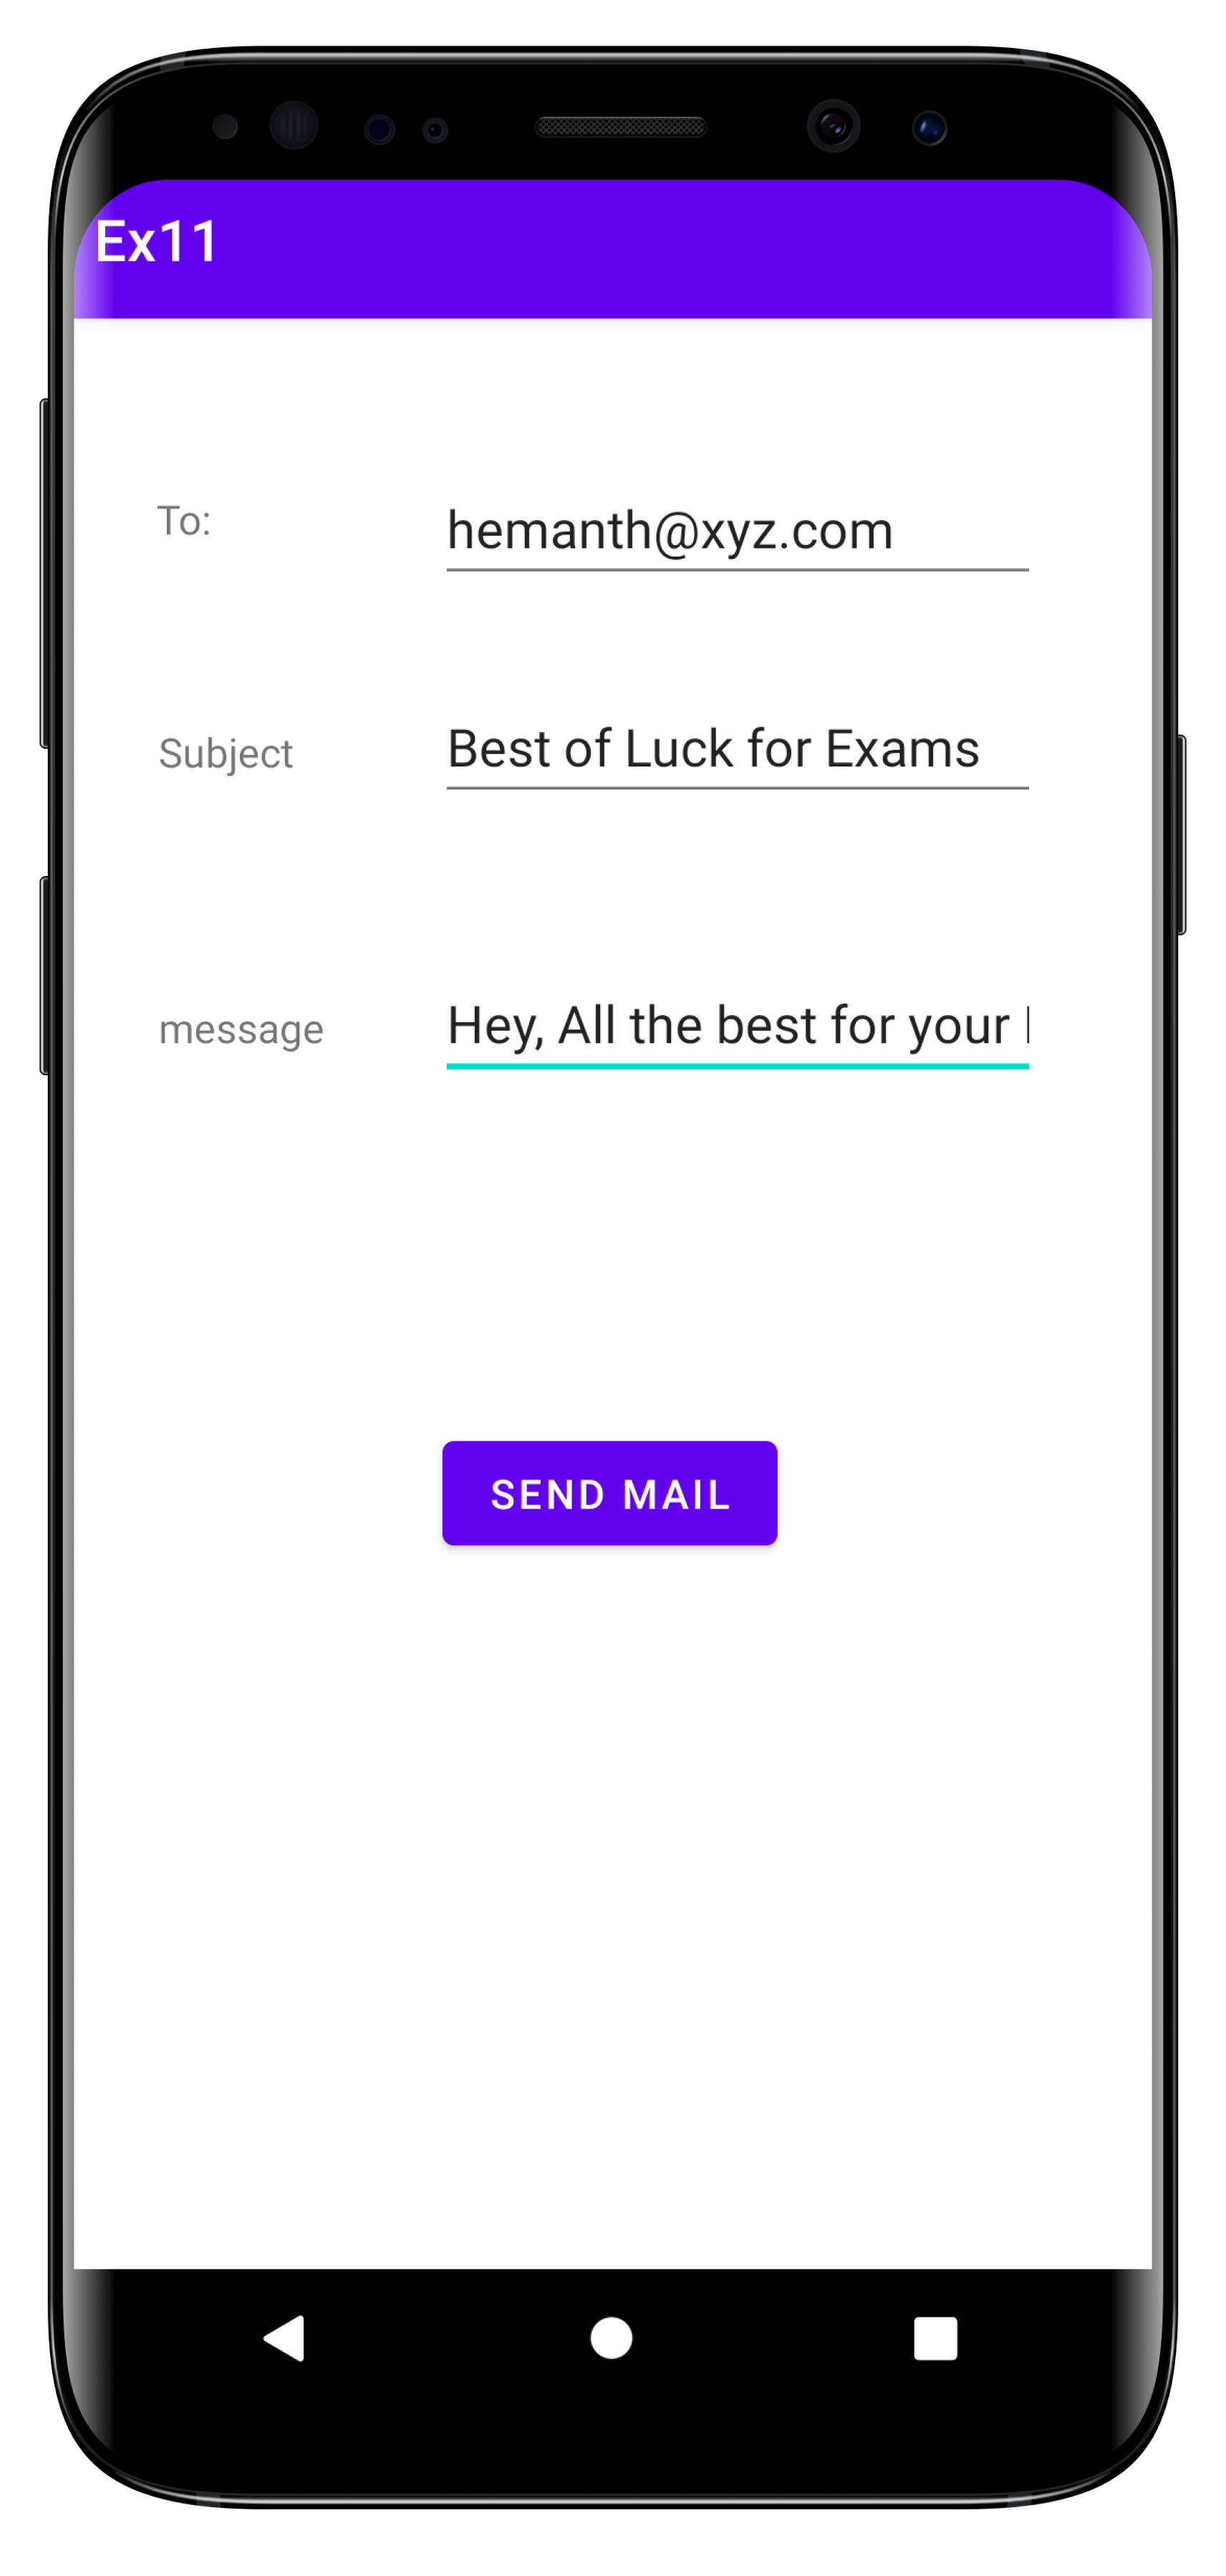 Ex11
To:
hemanth@xyz.com
Subject
Best of Luck for Exams
message
Hey, All the best for your
SEND MAIL